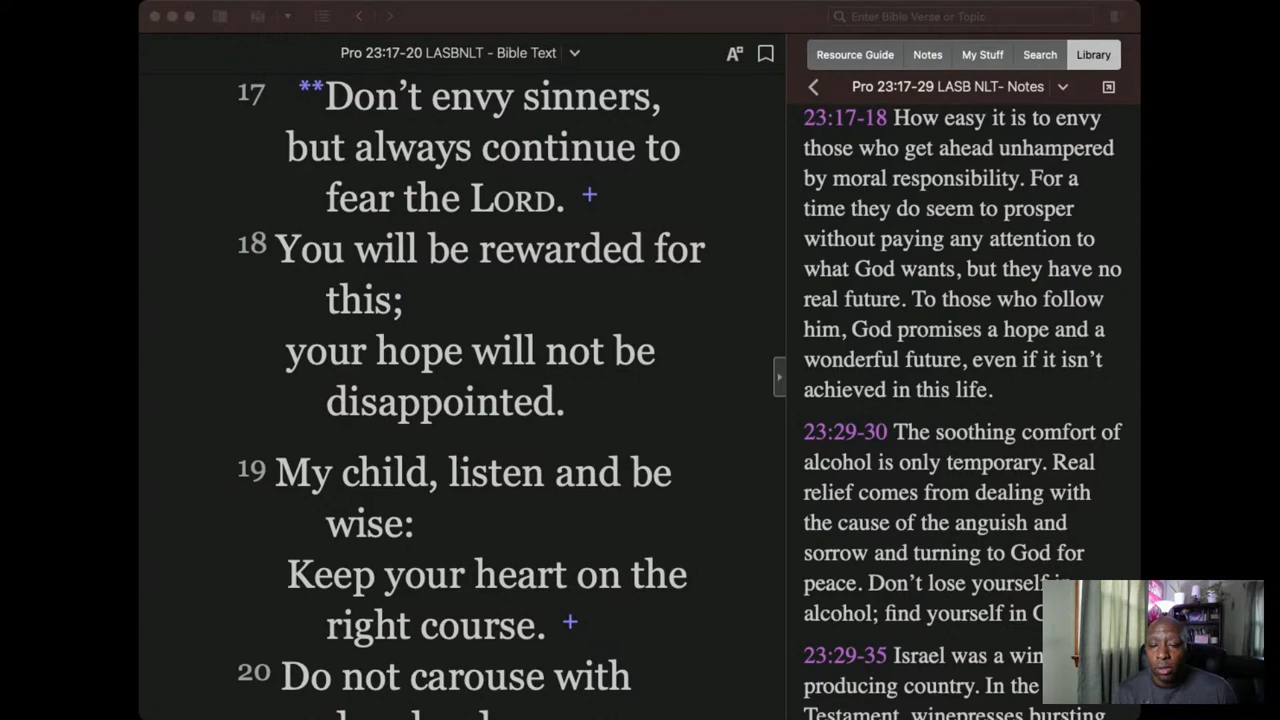 Enter Bible Verse or Topic
Pro 23:17-20 LASBNLT - Bible Text
17 **Don’t envy sinners,
but always continue to
fear the LORD. +
18 You will be rewarded for
this;
your hope will not be
disappointed.
19 My child, listen and be
wise:
Keep your heart on the
right course. +
20 Do not carouse with
Resource Guide Notes My Stuff Search Library
Pro 23:17-29 LASB NLT- Notes
23:17-18 How easy it is to envy
those who get ahead unhampered
by moral responsibility. For a
time they do seem to prosper
without paying any attention to
what God wants, but they have no
real future. To those who follow
him, God promises a hope and a
wonderful future, even if it isn’t
achieved in this life.
23:29-30 The soothing comfort of
alcohol is only temporary. Real
relief comes from dealing with
the cause of the anguish and
sorrow and turning to God for
peace. Don’t lose yourself in
alcohol; find yourself in
23:29-35 Israel was a
producing country. In the
Testament, winepresses bursting